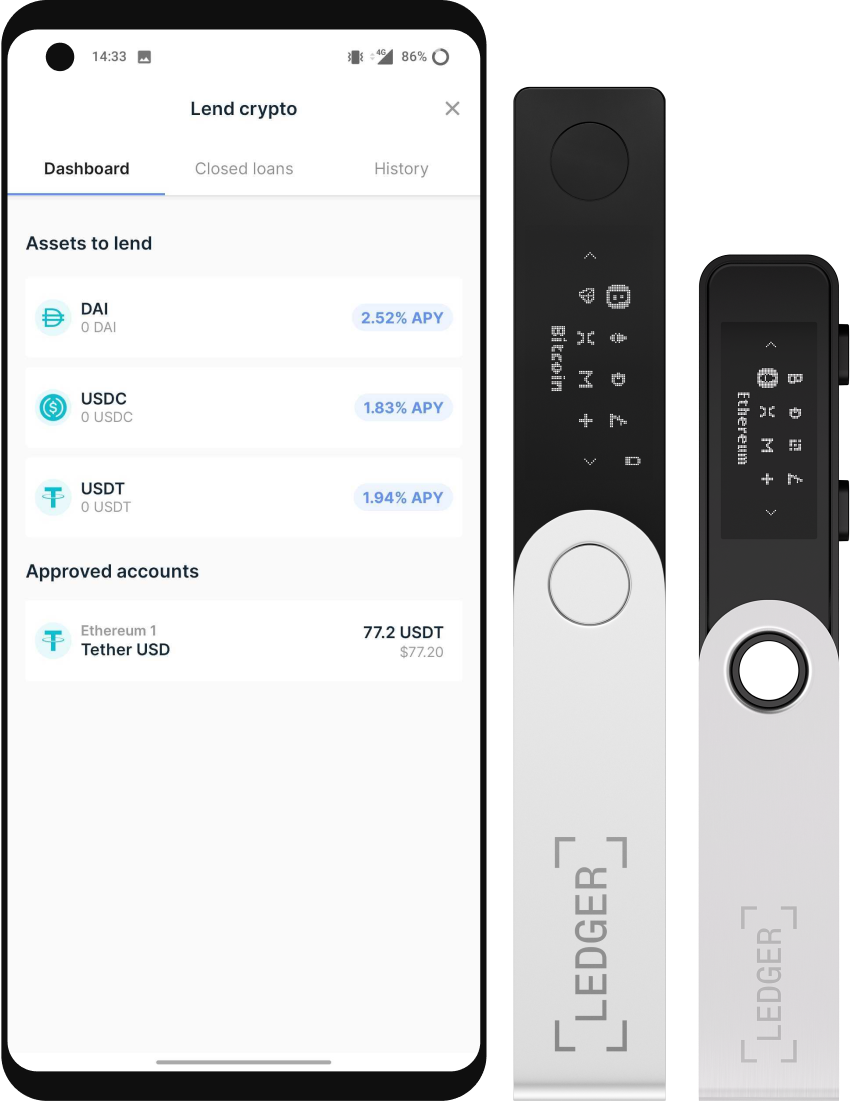 14:33
4G
86%
Lend crypto
Dashboard
Closed loans
History
Assets to lend
DAI
0 DAI
2.52% APY
USDC
0 USDC
1.83% APY
USDT
0 USDT
1.94% APY
Approved accounts
Ethereum 1
Tether USD
77.2 USDT
$77.20
Bitcoin
LEDGER
Ethereum
LEDGER